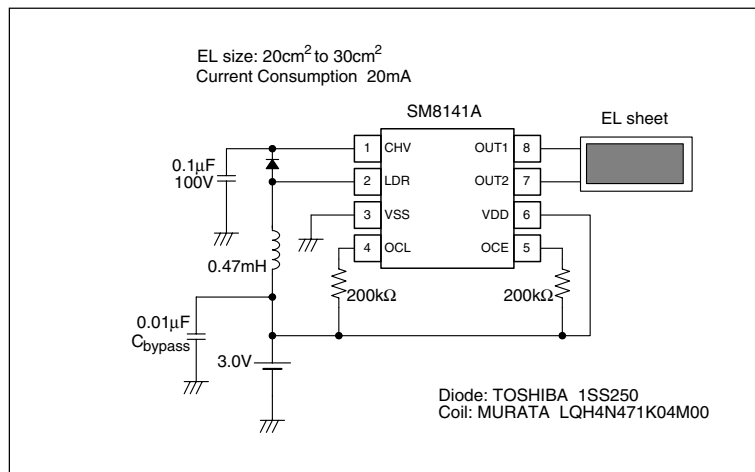 EL size: 20cm² to 30cm²
Current Consumption 20mA
SM8141A
EL sheet
1 CHV OUT1 8
0.1μF
100V
2 LDR OUT2 7
3 VSS VDD 6
4 OCL OCE 5
0.47mH
200kΩ 200kΩ
0.01μF
Cbypass
3.0V
Diode: TOSHIBA 1SS250
Coil: MURATA LQH4N471K04M00